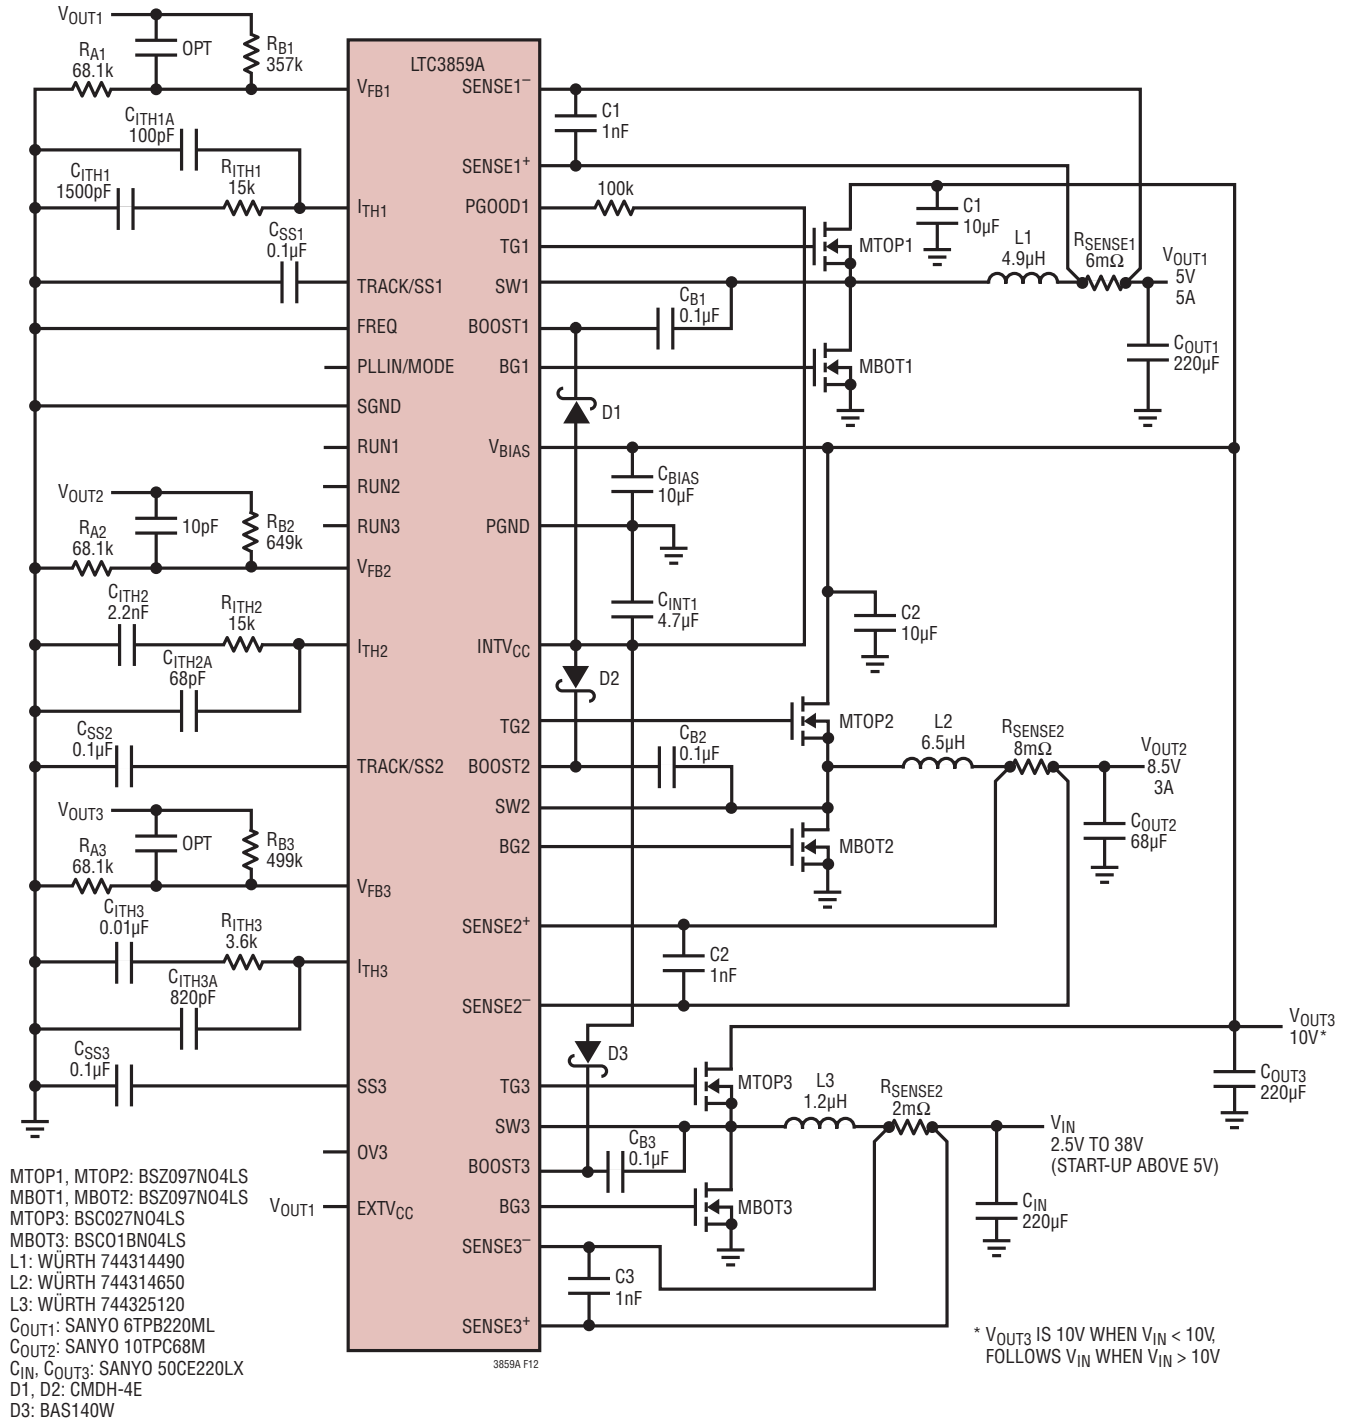 VOUT1
OPT
RB1
357k
RA1
68.1k
CITH1A
100pF
CITH1
1500pF
RITH1
15k
CSS1
0.1µF
VOUT2
10pF
RB2
649k
RA2
68.1k
CITH2
2.2nF
RITH2
15k
CITH2A
68pF
CSS2
0.1µF
VOUT3
OPT
RB3
499k
RA3
68.1k
CITH3
0.01µF
RITH3
3.6k
CITH3A
820pF
CSS3
0.1µF
VOUT1
LTC3859A
VFB1
ITH1
TRACK/SS1
FREQ
PLLIN/MODE
SGND
RUN1
RUN2
RUN3
VFB2
ITH2
TRACK/SS2
VFB3
ITH3
SS3
OV3
EXTVCC
SENSE1–
SENSE1+
PGOOD1
TG1
SW1
BOOST1
BG1
VBIAS
PGND
INTVCC
TG2
BOOST2
SW2
BG2
SENSE2+
SENSE2–
TG3
SW3
BOOST3
BG3
SENSE3–
SENSE3+
3859A F12
C1
1nF
100k
MTOP1
C1
10µF
L1
4.9µH
RSENSE1
6mΩ
VOUT1
5V
5A
CB1
0.1µF
MBOT1
COUT1
220µF
D1
CBIAS
10µF
CINT1
4.7µF
C2
10µF
D2
MTOP2
L2
6.5µH
RSENSE2
8mΩ
VOUT2
8.5V
3A
CB2
0.1µF
MBOT2
COUT2
68µF
C2
1nF
VOUT3
10V*
COUT3
220µF
D3
MTOP3
L3
1.2µH
RSENSE2
2mΩ
VIN
2.5V TO 38V
(START-UP ABOVE 5V)
CB3
0.1µF
MBOT3
CIN
220µF
C3
1nF
* VOUT3 IS 10V WHEN VIN < 10V,
FOLLOWS VIN WHEN VIN > 10V
MTOP1, MTOP2: BSZ097NO4LS
MBOT1, MBOT2: BSZ097NO4LS
MTOP3: BSC027NO4LS
MBOT3: BSCO1BN04LS
L1: WÜRTH 744314490
L2: WÜRTH 744314650
L3: WÜRTH 744325120
COUT1: SANYO 6TPB220ML
COUT2: SANYO 10TPC68M
CIN, COUT3: SANYO 50CE220LX
D1, D2: CMDH-4E
D3: BAS140W